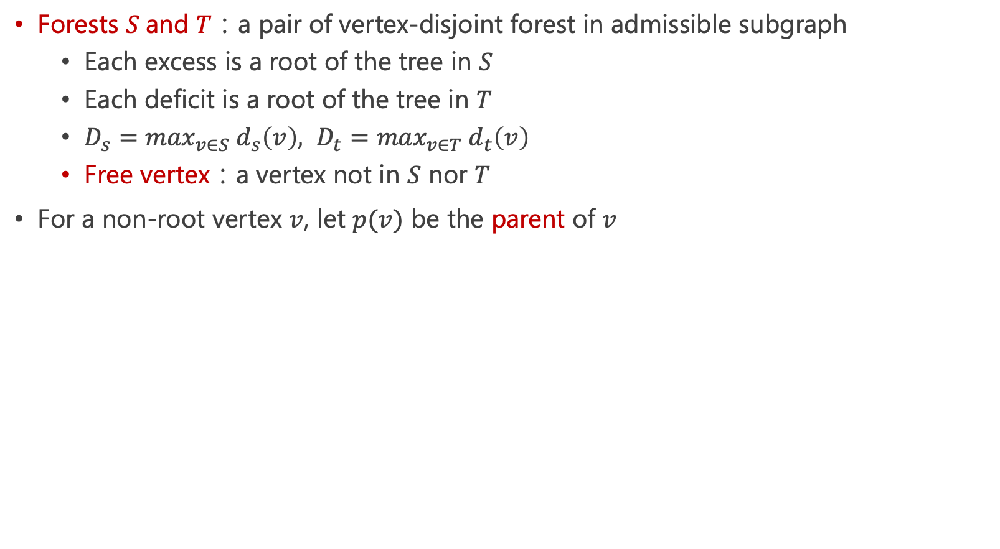 • Forests S and T : a pair of vertex-disjoint forest in admissible subgraph
• Each excess is a root of the tree in S
• Each deficit is a root of the tree in T
• D_s = max_{v∈S} d_s(v), D_t = max_{v∈T} d_t(v)
• Free vertex : a vertex not in S nor T
• For a non-root vertex v, let p(v) be the parent of v